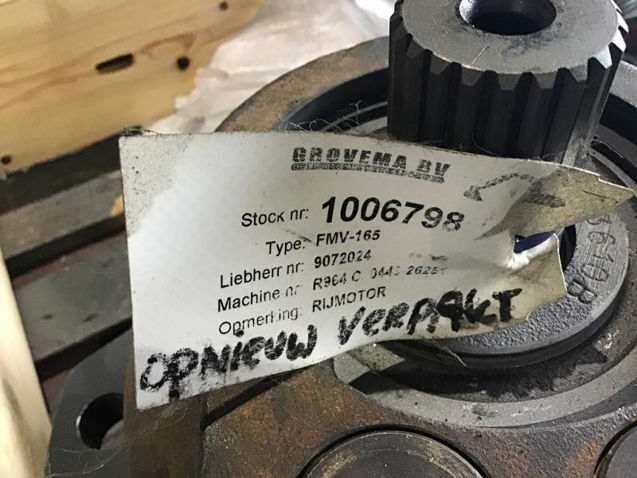 GROVEMA BV
Stock nr: 1006798
Type: FMV-165
Liebherr nr: 9072024
Machine nr: R964 C
Opmerking: RIJMOTOR
OPNIEUW VERPAKT